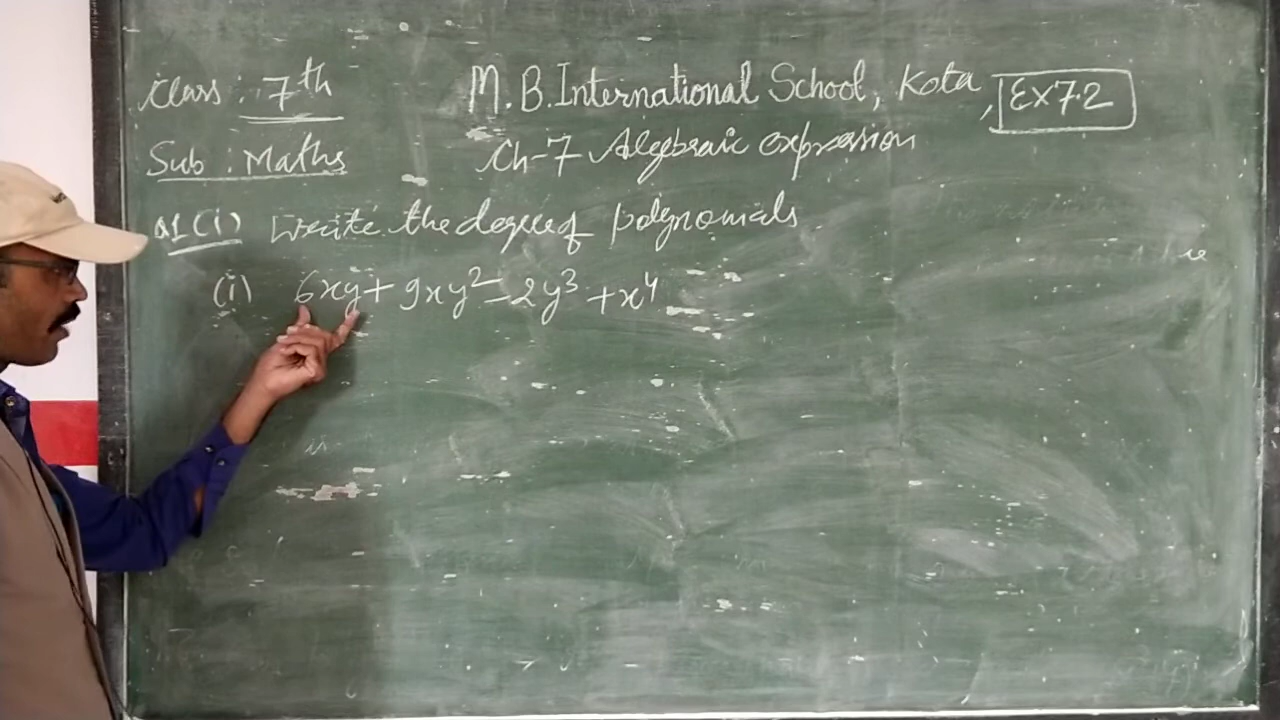 Class : 7th
M.B. International School, Kota, Ex 7.2
Sub : Maths
Ch-7 Algebraic expression
Q1 (i) Write the degree of polynomials
(i) 6xy + 9xy² - 2y³ + x⁴